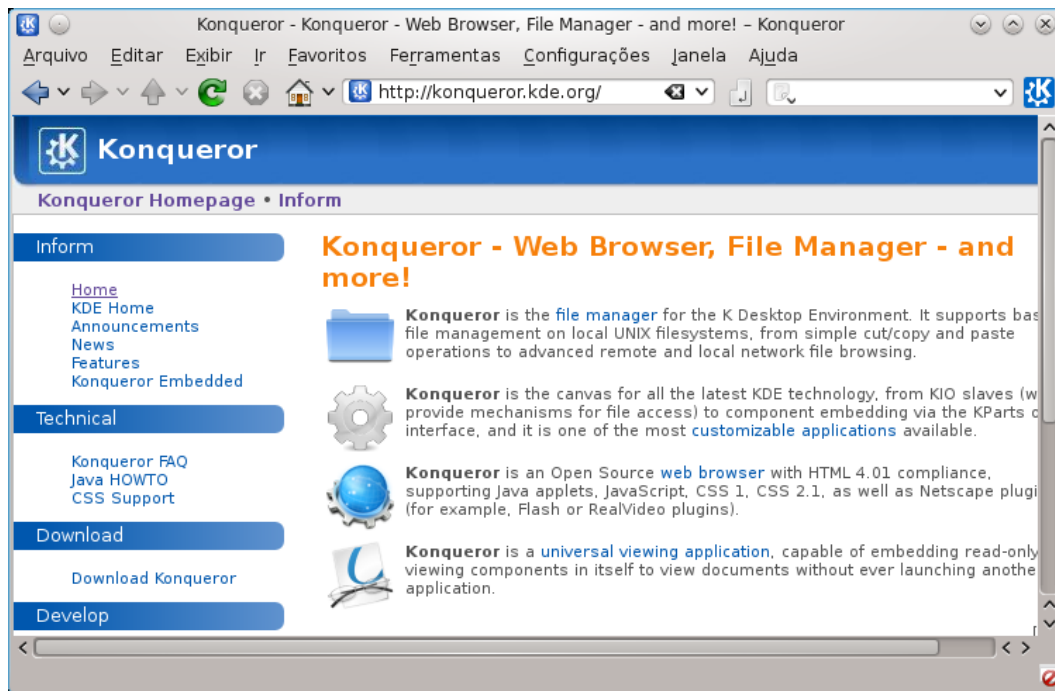 Konqueror - Konqueror - Web Browser, File Manager - and more! – Konqueror
Arquivo Editar Exibir Ir Favoritos Ferramentas Configurações Janela Ajuda
http://konqueror.kde.org/
Konqueror
Konqueror Homepage • Inform
Inform
Home
KDE Home
Announcements
News
Features
Konqueror Embedded
Technical
Konqueror FAQ
Java HOWTO
CSS Support
Download
Download Konqueror
Develop
Konqueror - Web Browser, File Manager - and
more!
Konqueror is the file manager for the K Desktop Environment. It supports bas
file management on local UNIX filesystems, from simple cut/copy and paste
operations to advanced remote and local network file browsing.
Konqueror is the canvas for all the latest KDE technology, from KIO slaves (w
provide mechanisms for file access) to component embedding via the KParts o
interface, and it is one of the most customizable applications available.
Konqueror is an Open Source web browser with HTML 4.01 compliance,
supporting Java applets, JavaScript, CSS 1, CSS 2.1, as well as Netscape plugi
(for example, Flash or RealVideo plugins).
Konqueror is a universal viewing application, capable of embedding read-only
viewing components in itself to view documents without ever launching anothe
application.